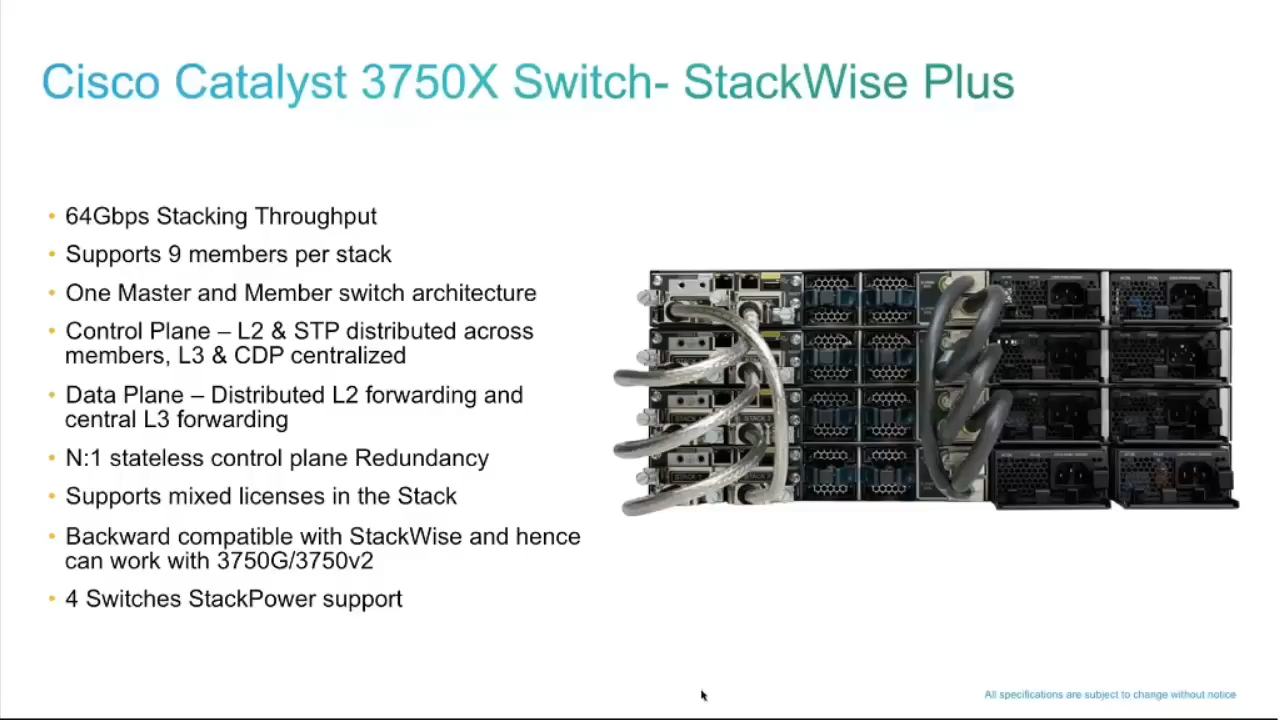 Cisco Catalyst 3750X Switch- StackWise Plus
• 64Gbps Stacking Throughput
• Supports 9 members per stack
• One Master and Member switch architecture
• Control Plane – L2 & STP distributed across
members, L3 & CDP centralized
• Data Plane – Distributed L2 forwarding and
central L3 forwarding
• N:1 stateless control plane Redundancy
• Supports mixed licenses in the Stack
• Backward compatible with StackWise and hence
can work with 3750G/3750v2
• 4 Switches StackPower support
All specifications are subject to change without notice